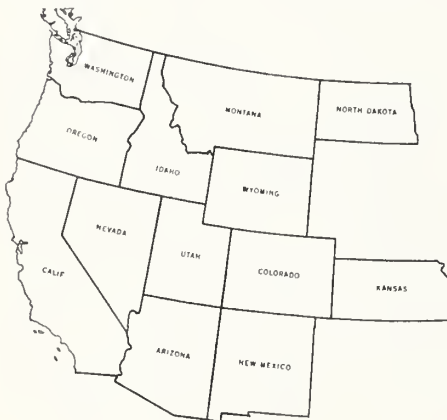 WASHINGTON
MONTANA
NORTH DAKOTA
OREGON
IDAHO
WYOMING
NEVADA
UTAH
COLORADO
CALIF
KANSAS
ARIZONA
NEW MEXICO